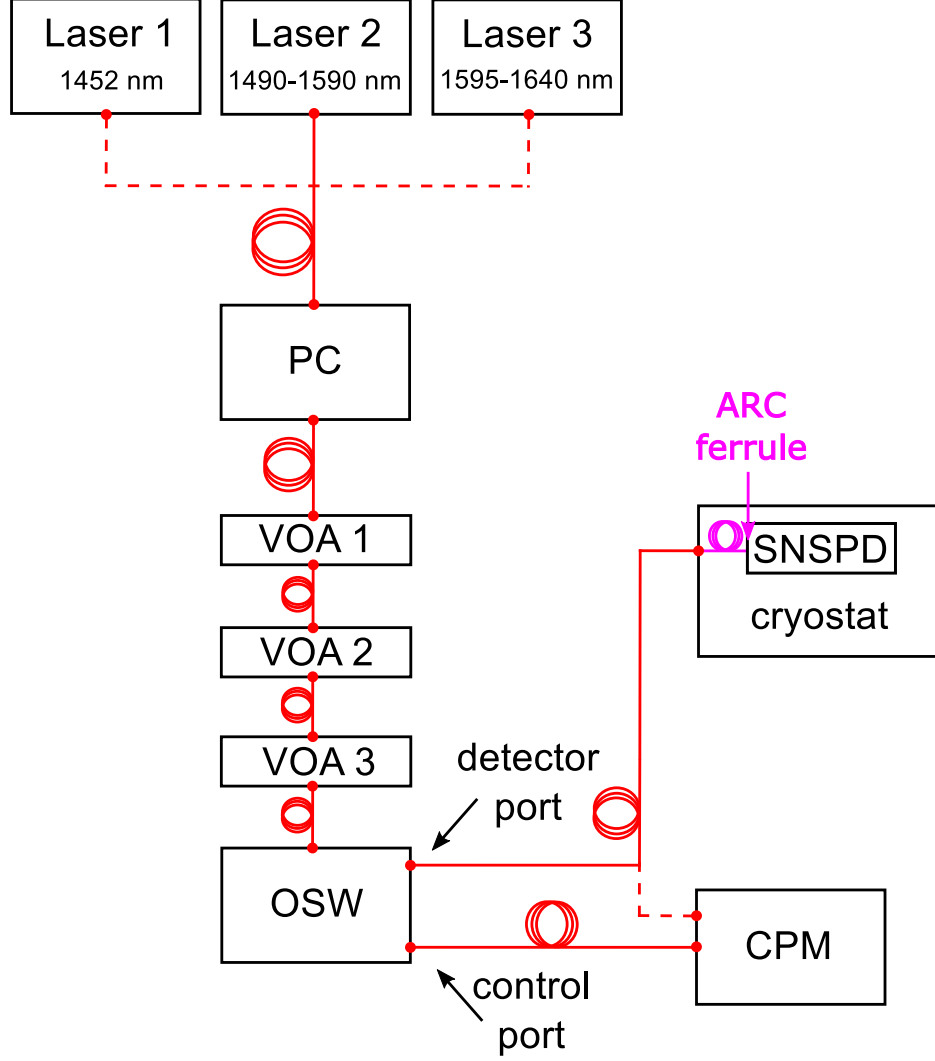 Laser 1
1452 nm
Laser 2
1490-1590 nm
Laser 3
1595-1640 nm
PC
ARC
ferrule
VOA 1
SNSPD
cryostat
VOA 2
VOA 3
detector
port
OSW
CPM
control
port